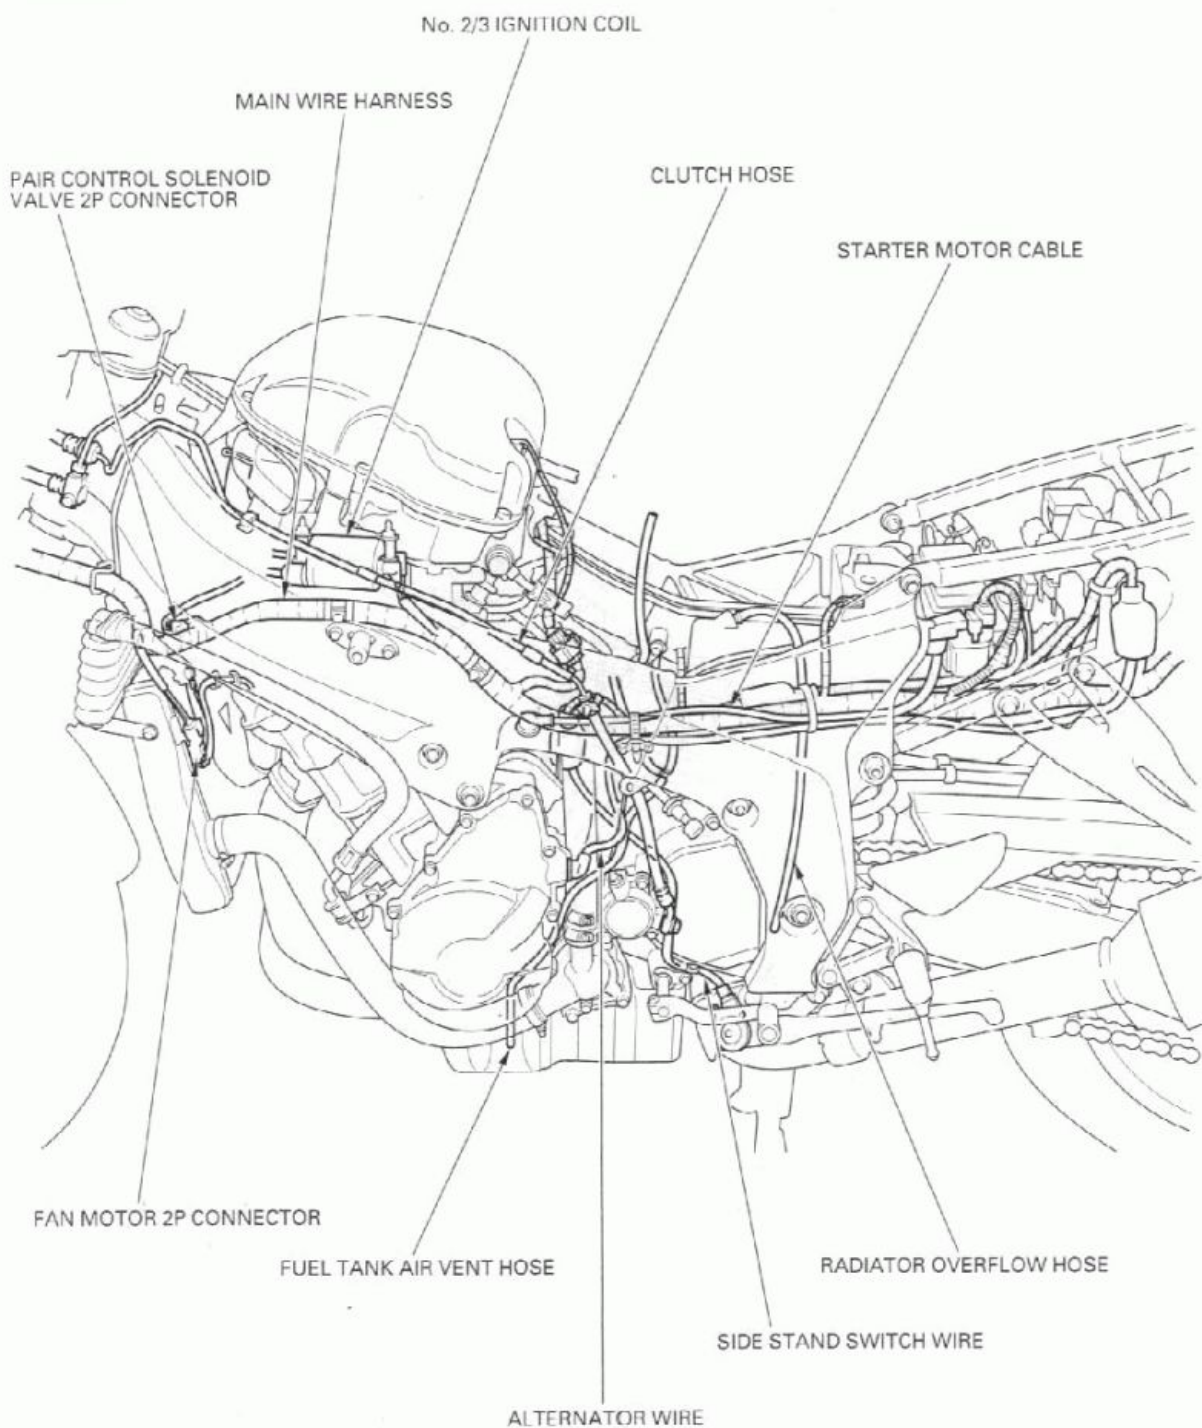 No. 2/3 IGNITION COIL
MAIN WIRE HARNESS
PAIR CONTROL SOLENOID
VALVE 2P CONNECTOR
CLUTCH HOSE
STARTER MOTOR CABLE
FAN MOTOR 2P CONNECTOR
FUEL TANK AIR VENT HOSE
RADIATOR OVERFLOW HOSE
SIDE STAND SWITCH WIRE
ALTERNATOR WIRE